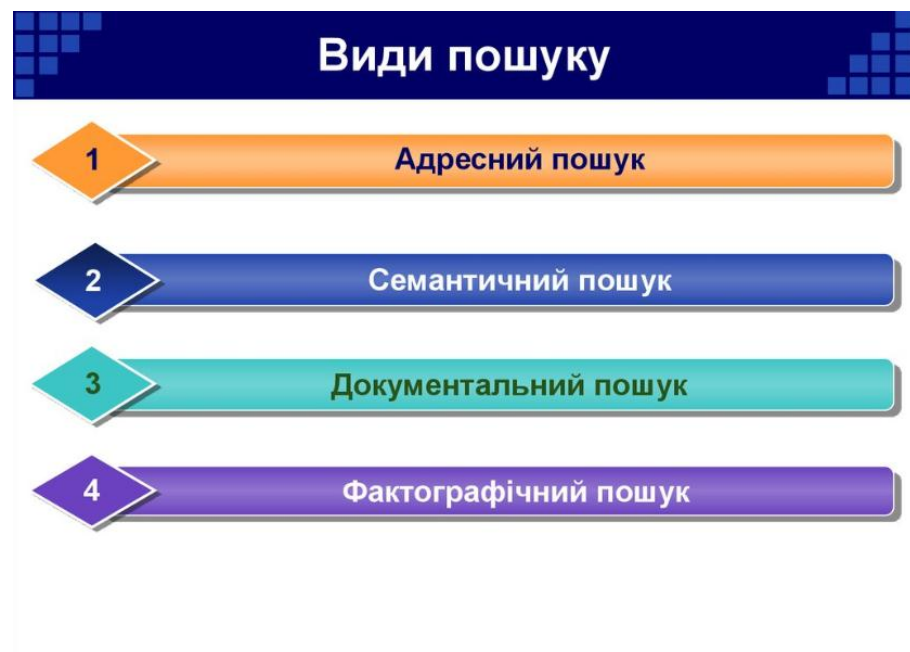 Види пошуку
1 Адресний пошук
2 Семантичний пошук
3 Документальний пошук
4 Фактографічний пошук